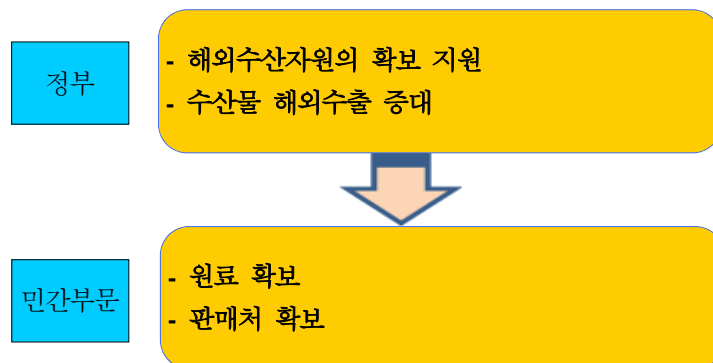 정부
- 해외수산자원의 확보 지원
- 수산물 해외수출 증대
민간부문
- 원료 확보
- 판매처 확보